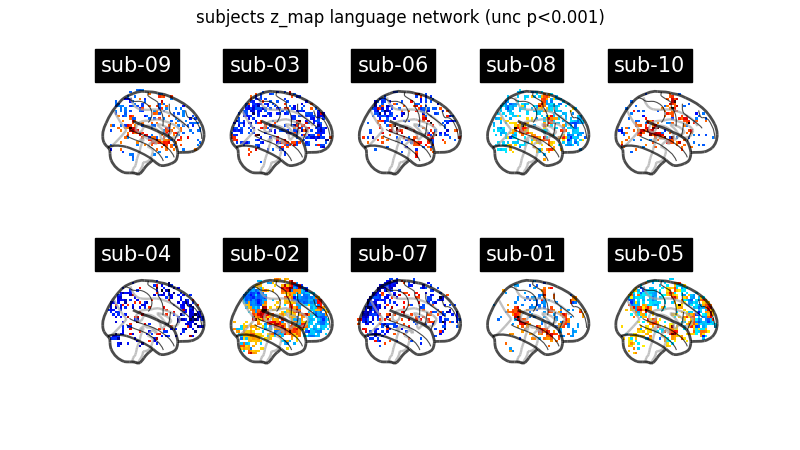 subjects z_map language network (unc p<0.001)
sub-09
sub-03
sub-06
sub-08
sub-10
sub-04
sub-02
sub-07
sub-01
sub-05